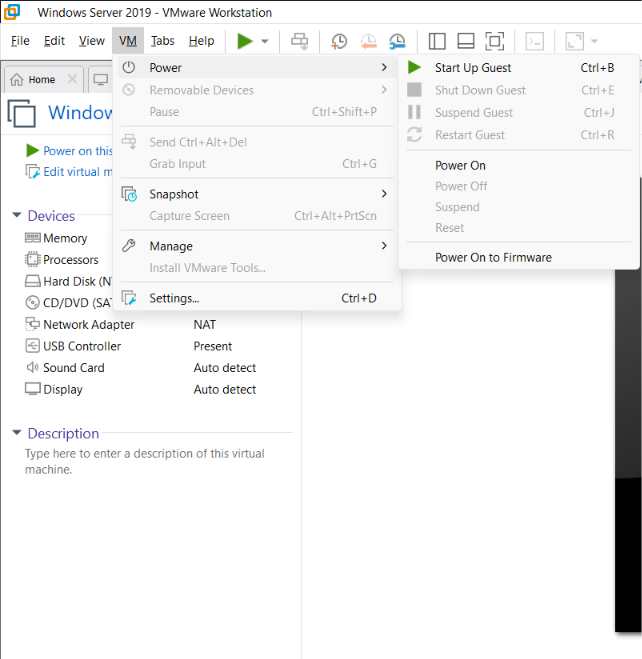 Windows Server 2019 - VMware Workstation
File Edit View VM Tabs Help
Home
Windows
Power on this
Edit virtual m
Devices
Memory
Processors
Hard Disk (NV
CD/DVD (SAT
Network Adapter NAT
USB Controller Present
Sound Card Auto detect
Display Auto detect
Description
Type here to enter a description of this virtual
machine.
Power
Removable Devices
Pause Ctrl+Shift+P
Send Ctrl+Alt+Del
Grab Input Ctrl+G
Snapshot
Capture Screen Ctrl+Alt+PrtScn
Manage
Install VMware Tools...
Settings... Ctrl+D
Start Up Guest Ctrl+B
Shut Down Guest Ctrl+E
Suspend Guest Ctrl+J
Restart Guest Ctrl+R
Power On
Power Off
Suspend
Reset
Power On to Firmware